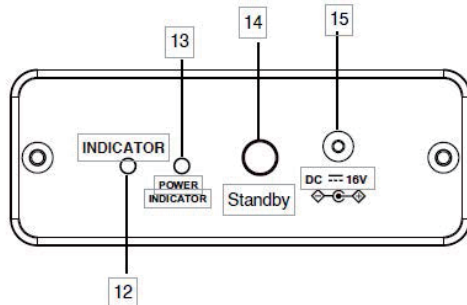 14
15
13
INDICATOR
POWER
INDICATOR
Standby
DC ⎓ 16V
12